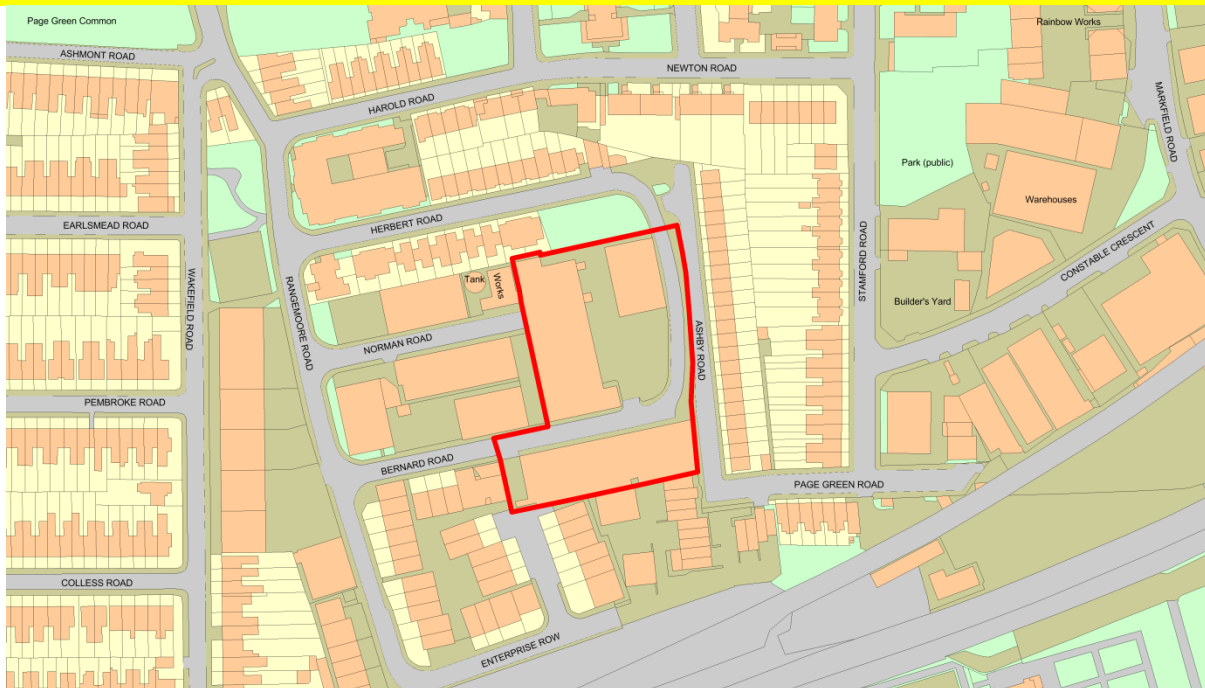 Page Green Common
Rainbow Works
ASHMONT ROAD
NEWTON ROAD
MARKFIELD ROAD
HAROLD ROAD
Park (public)
Warehouses
EARLSMEAD ROAD
HERBERT ROAD
WAKEFIELD ROAD
RANGEMOORE ROAD
STAMFORD ROAD
CONSTABLE CRESCENT
Tank
Works
Builder's Yard
NORMAN ROAD
ASHBY ROAD
PEMBROKE ROAD
BERNARD ROAD
PAGE GREEN ROAD
COLLESS ROAD
ENTERPRISE ROW